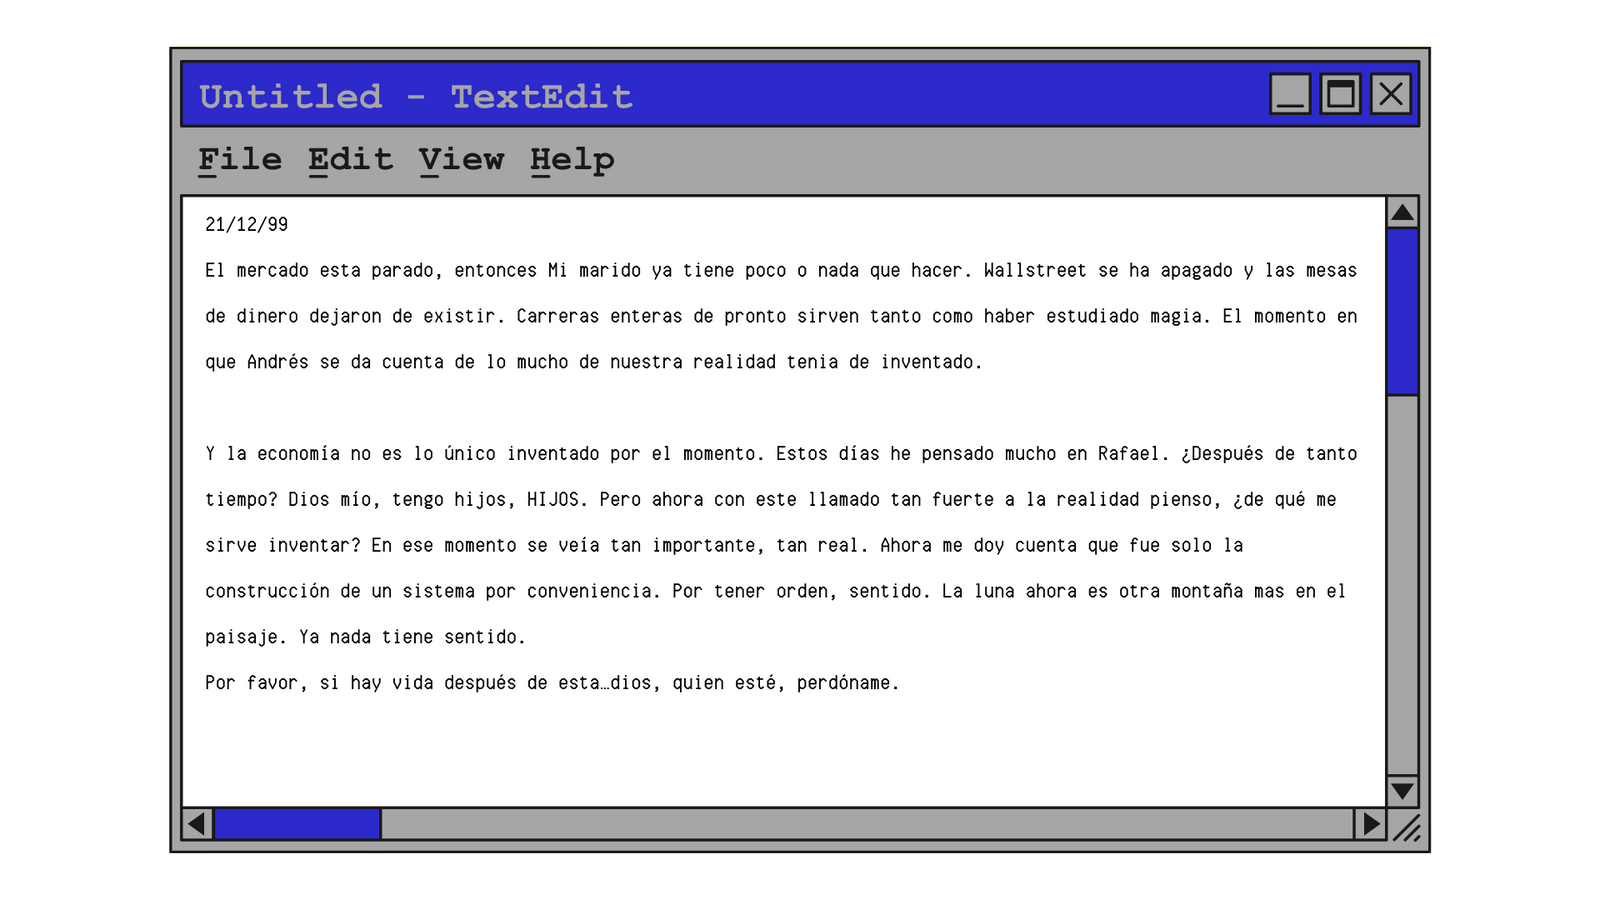 Untitled - TextEdit
File Edit View Help
21/12/99
El mercado esta parado, entonces Mi marido ya tiene poco o nada que hacer. Wallstreet se ha apagado y las mesas
de dinero dejaron de existir. Carreras enteras de pronto sirven tanto como haber estudiado magia. El momento en
que Andrés se da cuenta de lo mucho de nuestra realidad tenia de inventado.
Y la economía no es lo único inventado por el momento. Estos días he pensado mucho en Rafael. ¿Después de tanto
tiempo? Dios mío, tengo hijos, HIJOS. Pero ahora con este llamado tan fuerte a la realidad pienso, ¿de qué me
sirve inventar? En ese momento se veía tan importante, tan real. Ahora me doy cuenta que fue solo la
construcción de un sistema por conveniencia. Por tener orden, sentido. La luna ahora es otra montaña mas en el
paisaje. Ya nada tiene sentido.
Por favor, si hay vida después de esta…dios, quien esté, perdóname.